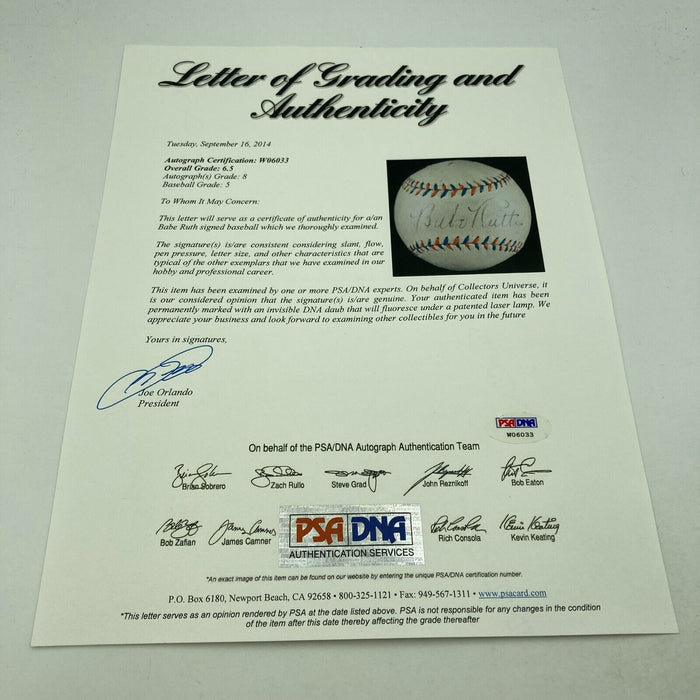 Letter of Grading and
Authenticity
Tuesday, September 16, 2014
Autograph Certification: W06033
Overall Grade: 6.5
Autograph(s) Grade: 8
Baseball Grade: 5
To Whom It May Concern:
This letter will serve as a certificate of authenticity for a/an
Babe Ruth signed baseball which we thoroughly examined.
The signature(s) is/are consistent considering slant, flow,
pen pressure, letter size, and other characteristics that are
typical of the other exemplars that we have examined in our
hobby and professional career.
Babe Ruth
This item has been examined by one or more PSA/DNA experts. On behalf of Collectors Universe, it
is our considered opinion that the signature(s) is/are genuine. Your authenticated item has been
permanently marked with an invisible DNA daub that will fluoresce under a patented laser lamp. We
appreciate your business and look forward to examining other collectibles for you in the future
Yours in signatures,
Joe Orlando
President
PSA/DNA
W06033
On behalf of the PSA/DNA Autograph Authentication Team
Brian Sobrero Zach Rullo Steve Grad John Reznikoff Bob Eaton
Bob Zafian James Camner Rich Consola Kevin Keating
PSA DNA
AUTHENTICATION SERVICES
*An exact image of this item can be found on our website by entering the unique PSA/DNA certification number.
P.O. Box 6180, Newport Beach, CA 92658 • 800-325-1121 • Fax: 949-567-1311 • www.psacard.com
*This letter serves as an opinion rendered by PSA at the date listed above. PSA is not responsible for any changes in the condition
of the item after this date thereby affecting the grade thereafter